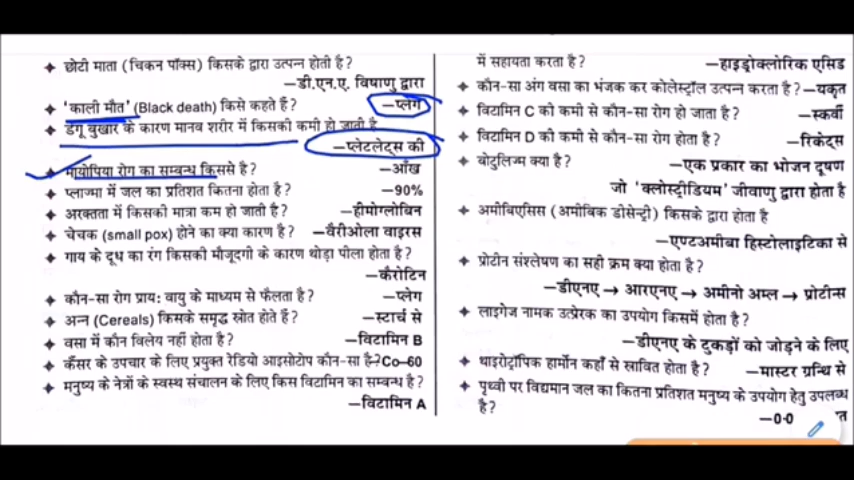 ✦ छोटी माता (चिकन पॉक्स) किसके द्वारा उत्पन्न होती है?
—डी.एन.ए. विषाणु द्वारा
✦ 'काली मौत' (Black death) किसे कहते हैं? —प्लेग
✦ डेंगू बुखार के कारण मानव शरीर में किसकी कमी हो जाती है
—प्लेटलेट्स की
✦ मायोपिया रोग का सम्बन्ध किससे है? —आँख
✦ प्लाज्मा में जल का प्रतिशत कितना होता है? —90%
✦ अरक्तता में किसकी मात्रा कम हो जाती है? —हीमोग्लोबिन
✦ चेचक (small pox) होने का क्या कारण है? —वैरीओला वाइरस
✦ गाय के दूध का रंग किसकी मौजूदगी के कारण थोड़ा पीला होता है?
—कैरोटिन
✦ कौन-सा रोग प्राय: वायु के माध्यम से फैलता है? —प्लेग
✦ अन्न (Cereals) किसके समृद्ध स्रोत होते हैं? —स्टार्च से
✦ वसा में कौन विलेय नहीं होता है? —विटामिन B
✦ कैंसर के उपचार के लिए प्रयुक्त रेडियो आइसोटोप कौन-सा है?—Co–60
✦ मनुष्य के नेत्रों के स्वस्थ संचालन के लिए किस विटामिन का सम्बन्ध है?
—विटामिन A
में सहायता करता है? —हाइड्रोक्लोरिक एसिड
✦ कौन-सा अंग वसा का भंजक कर कोलेस्ट्रॉल उत्पन्न करता है? —यकृत
✦ विटामिन C को कमी से कौन-सा रोग हो जाता है? —स्कर्वी
✦ विटामिन D को कमी से कौन-सा रोग होता है? —रिकेट्स
✦ बोटुलिज्म क्या है? —एक प्रकार का भोजन दूषण
जो 'क्लोस्ट्रीडियम' जीवाणु द्वारा होता है
✦ अमीबिएसिस (अमीबिक डीसेन्ट्री) किसके द्वारा होता है
—एण्टअमीबा हिस्टोलाइटिका से
✦ प्रोटीन संश्लेषण का सही क्रम क्या होता है?
—डीएनए → आरएनए → अमीनो अम्ल → प्रोटीन्स
✦ लाइगेज नामक उत्प्रेरक का उपयोग किसमें होता है?
—डीएनए के टुकड़ों को जोड़ने के लिए
✦ थाइरोट्रॉपिक हार्मोन कहाँ से स्रावित होता है? —मास्टर ग्रन्थि से
✦ पृथ्वी पर विद्यमान जल का कितना प्रतिशत मनुष्य के उपयोग हेतु उपलब्ध
है? —0·0